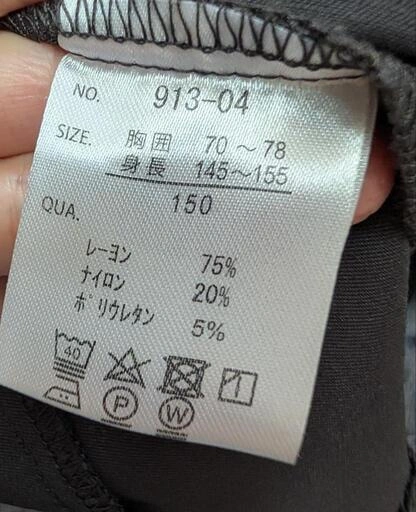 NO. 913-04
SIZE. 胸囲 70～78
身長 145～155
150
QUA.
レーヨン 75%
ナイロン 20%
ポリウレタン 5%
40
P W